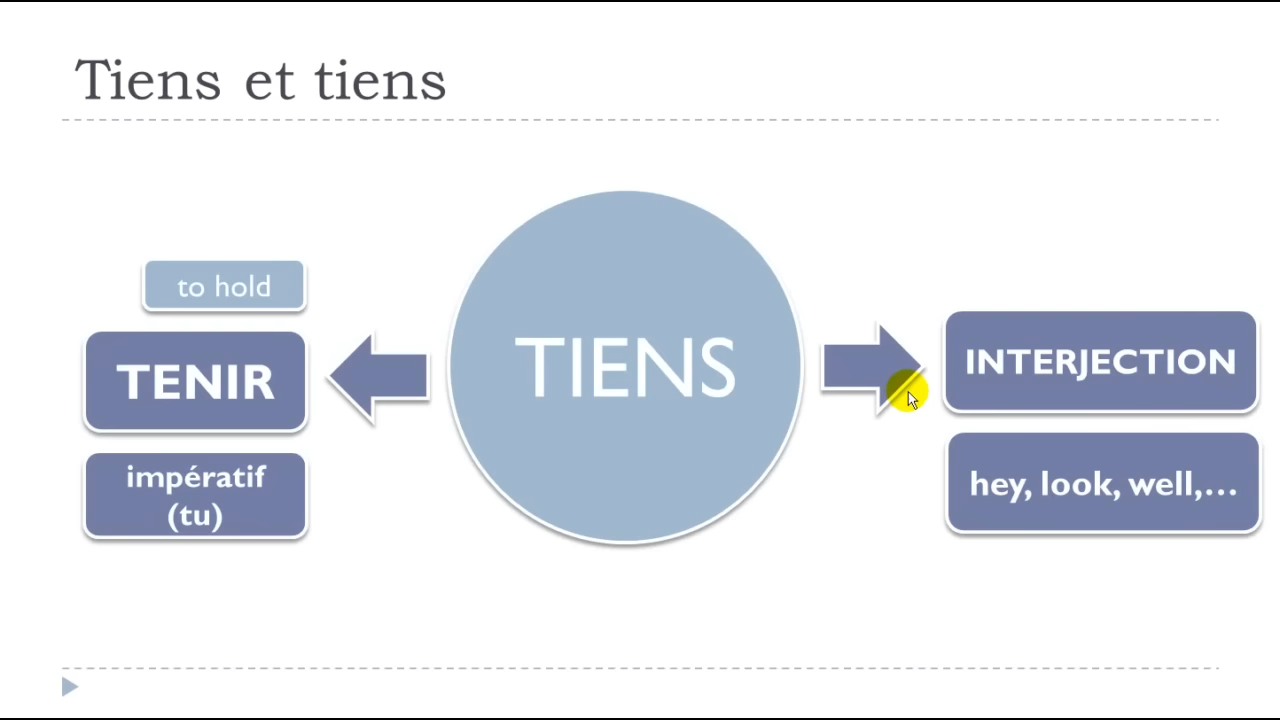 Tiens et tiens
to hold
TENIR
impératif
(tu)
TIENS
INTERJECTION
hey, look, well,...